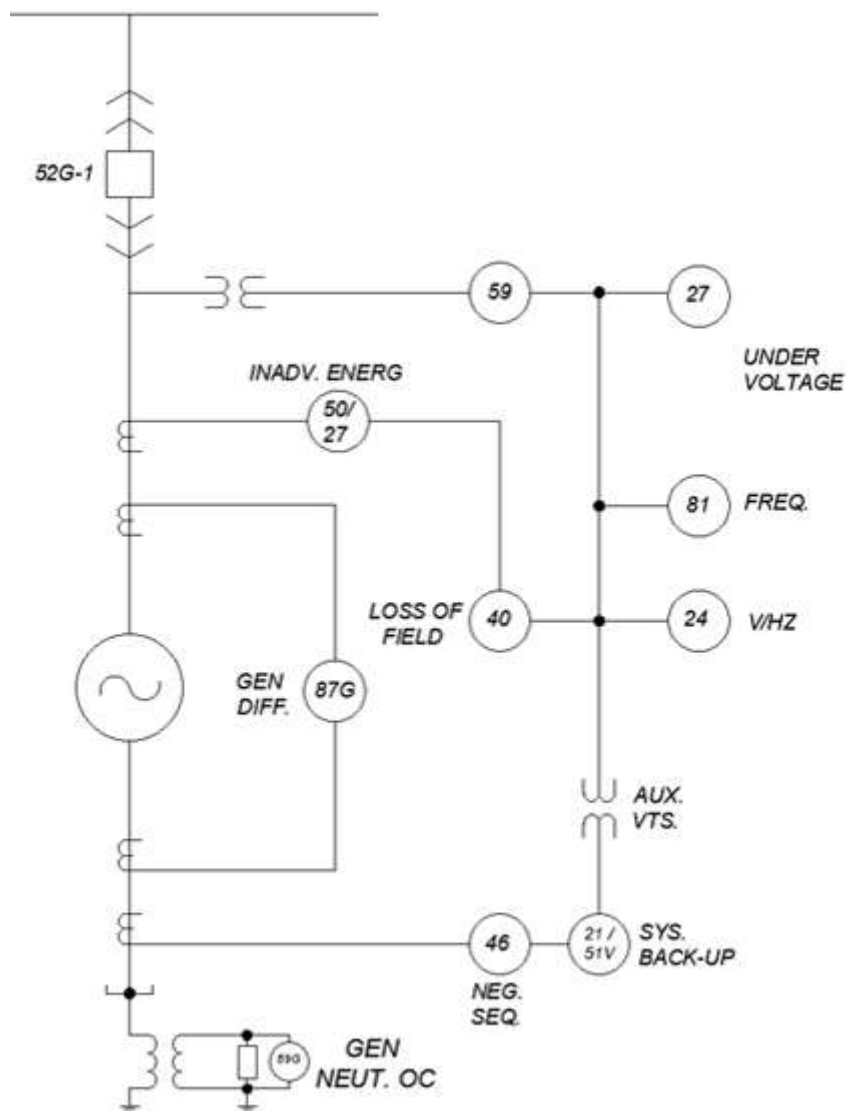 52G-1
59
27
UNDER
VOLTAGE
INADV. ENERG
50/
27
81
FREQ.
LOSS OF
FIELD
40
24
V/HZ
GEN
DIFF.
87G
AUX.
VTS.
46
21 /
51V
SYS.
BACK-UP
NEG.
SEQ.
59G
GEN
NEUT. OC